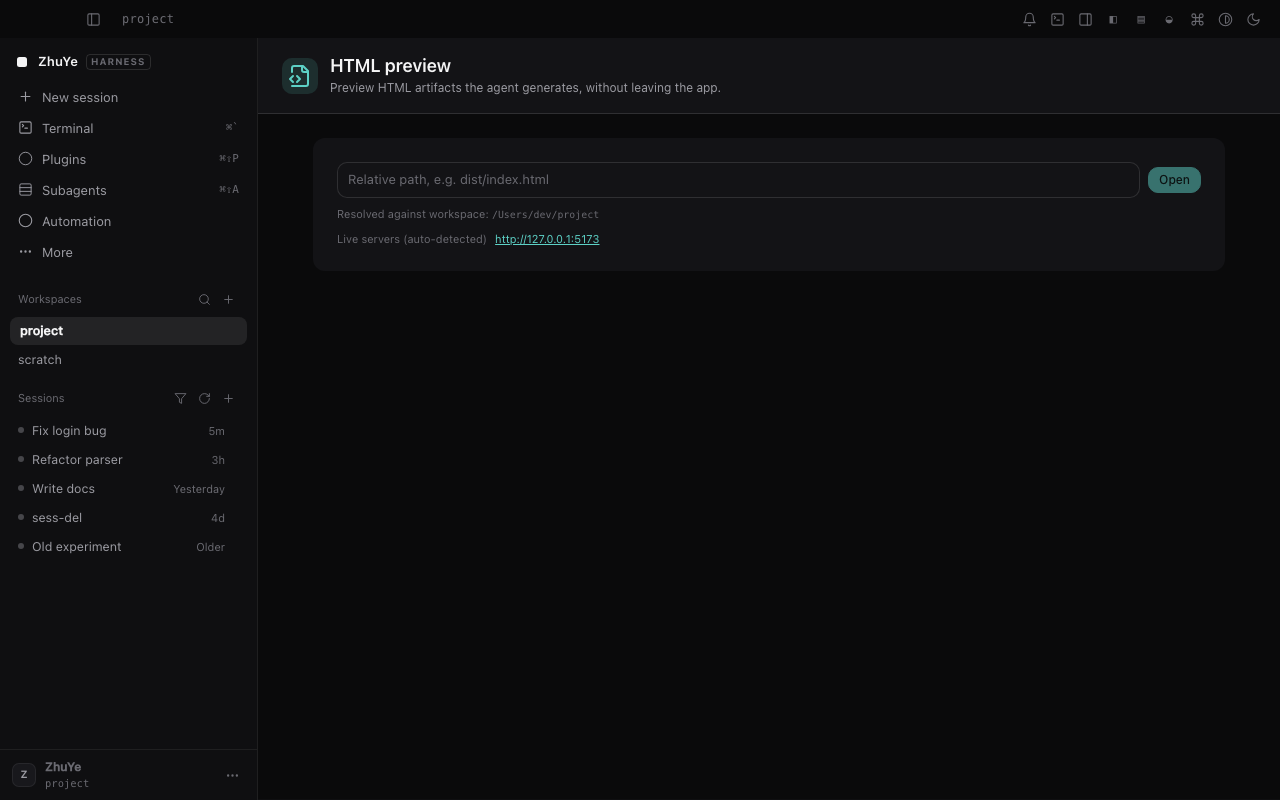 project
ZhuYe HARNESS
New session
Terminal ⌘`
Plugins ⌘⇧P
Subagents ⌘⇧A
Automation
More
Workspaces
project
scratch
Sessions
Fix login bug 5m
Refactor parser 3h
Write docs Yesterday
sess-del 4d
Old experiment Older
Z ZhuYe
project
HTML preview
Preview HTML artifacts the agent generates, without leaving the app.
Relative path, e.g. dist/index.html Open
Resolved against workspace: /Users/dev/project
Live servers (auto-detected) http://127.0.0.1:5173